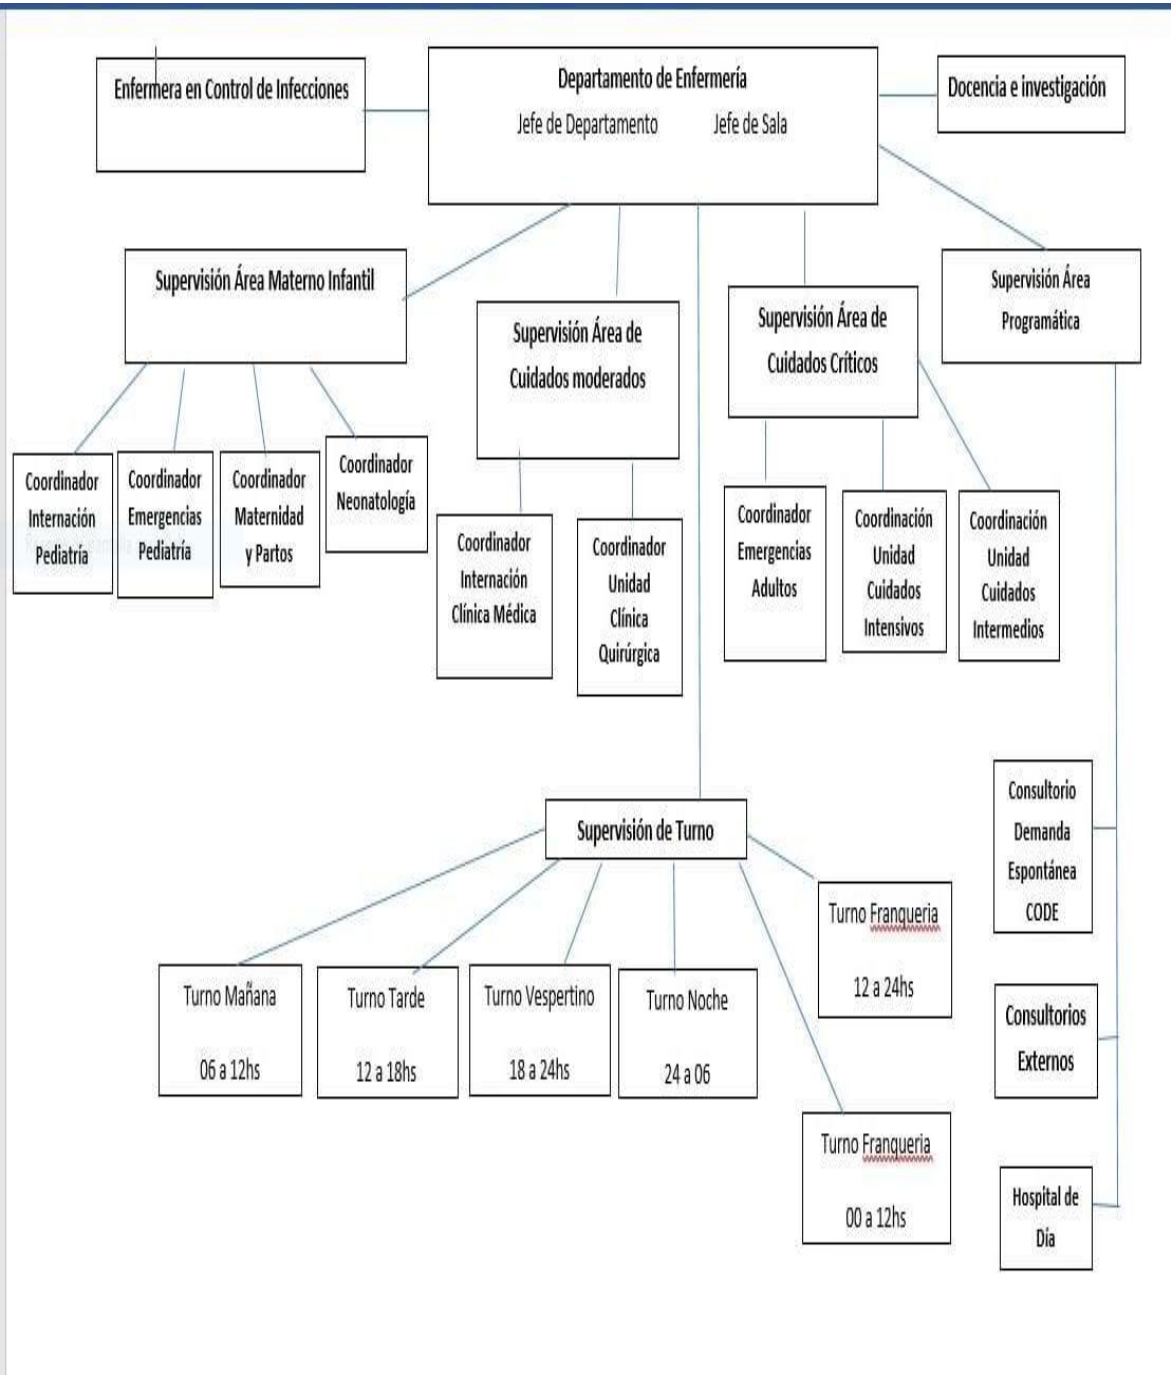 Enfermera en Control de Infecciones
Departamento de Enfermería
Jefe de Departamento Jefe de Sala
Docencia e investigación
Supervisión Área Materno Infantil
Supervisión Área de
Cuidados moderados
Supervisión Área de
Cuidados Críticos
Supervisión Área
Programática
Coordinador
Internación
Pediatría
Coordinador
Emergencias
Pediatría
Coordinador
Maternidad
y Partos
Coordinador
Neonatología
Coordinador
Internación
Clínica Médica
Coordinador
Unidad
Clínica
Quirúrgica
Coordinador
Emergencias
Adultos
Coordinación
Unidad
Cuidados
Intensivos
Coordinación
Unidad
Cuidados
Intermedios
Supervisión de Turno
Turno Mañana
06 a 12hs
Turno Tarde
12 a 18hs
Turno Vespertino
18 a 24hs
Turno Noche
24 a 06
Turno Franqueria
12 a 24hs
Turno Franqueria
00 a 12hs
Consultorio
Demanda
Espontánea
CODE
Consultorios
Externos
Hospital de
Día